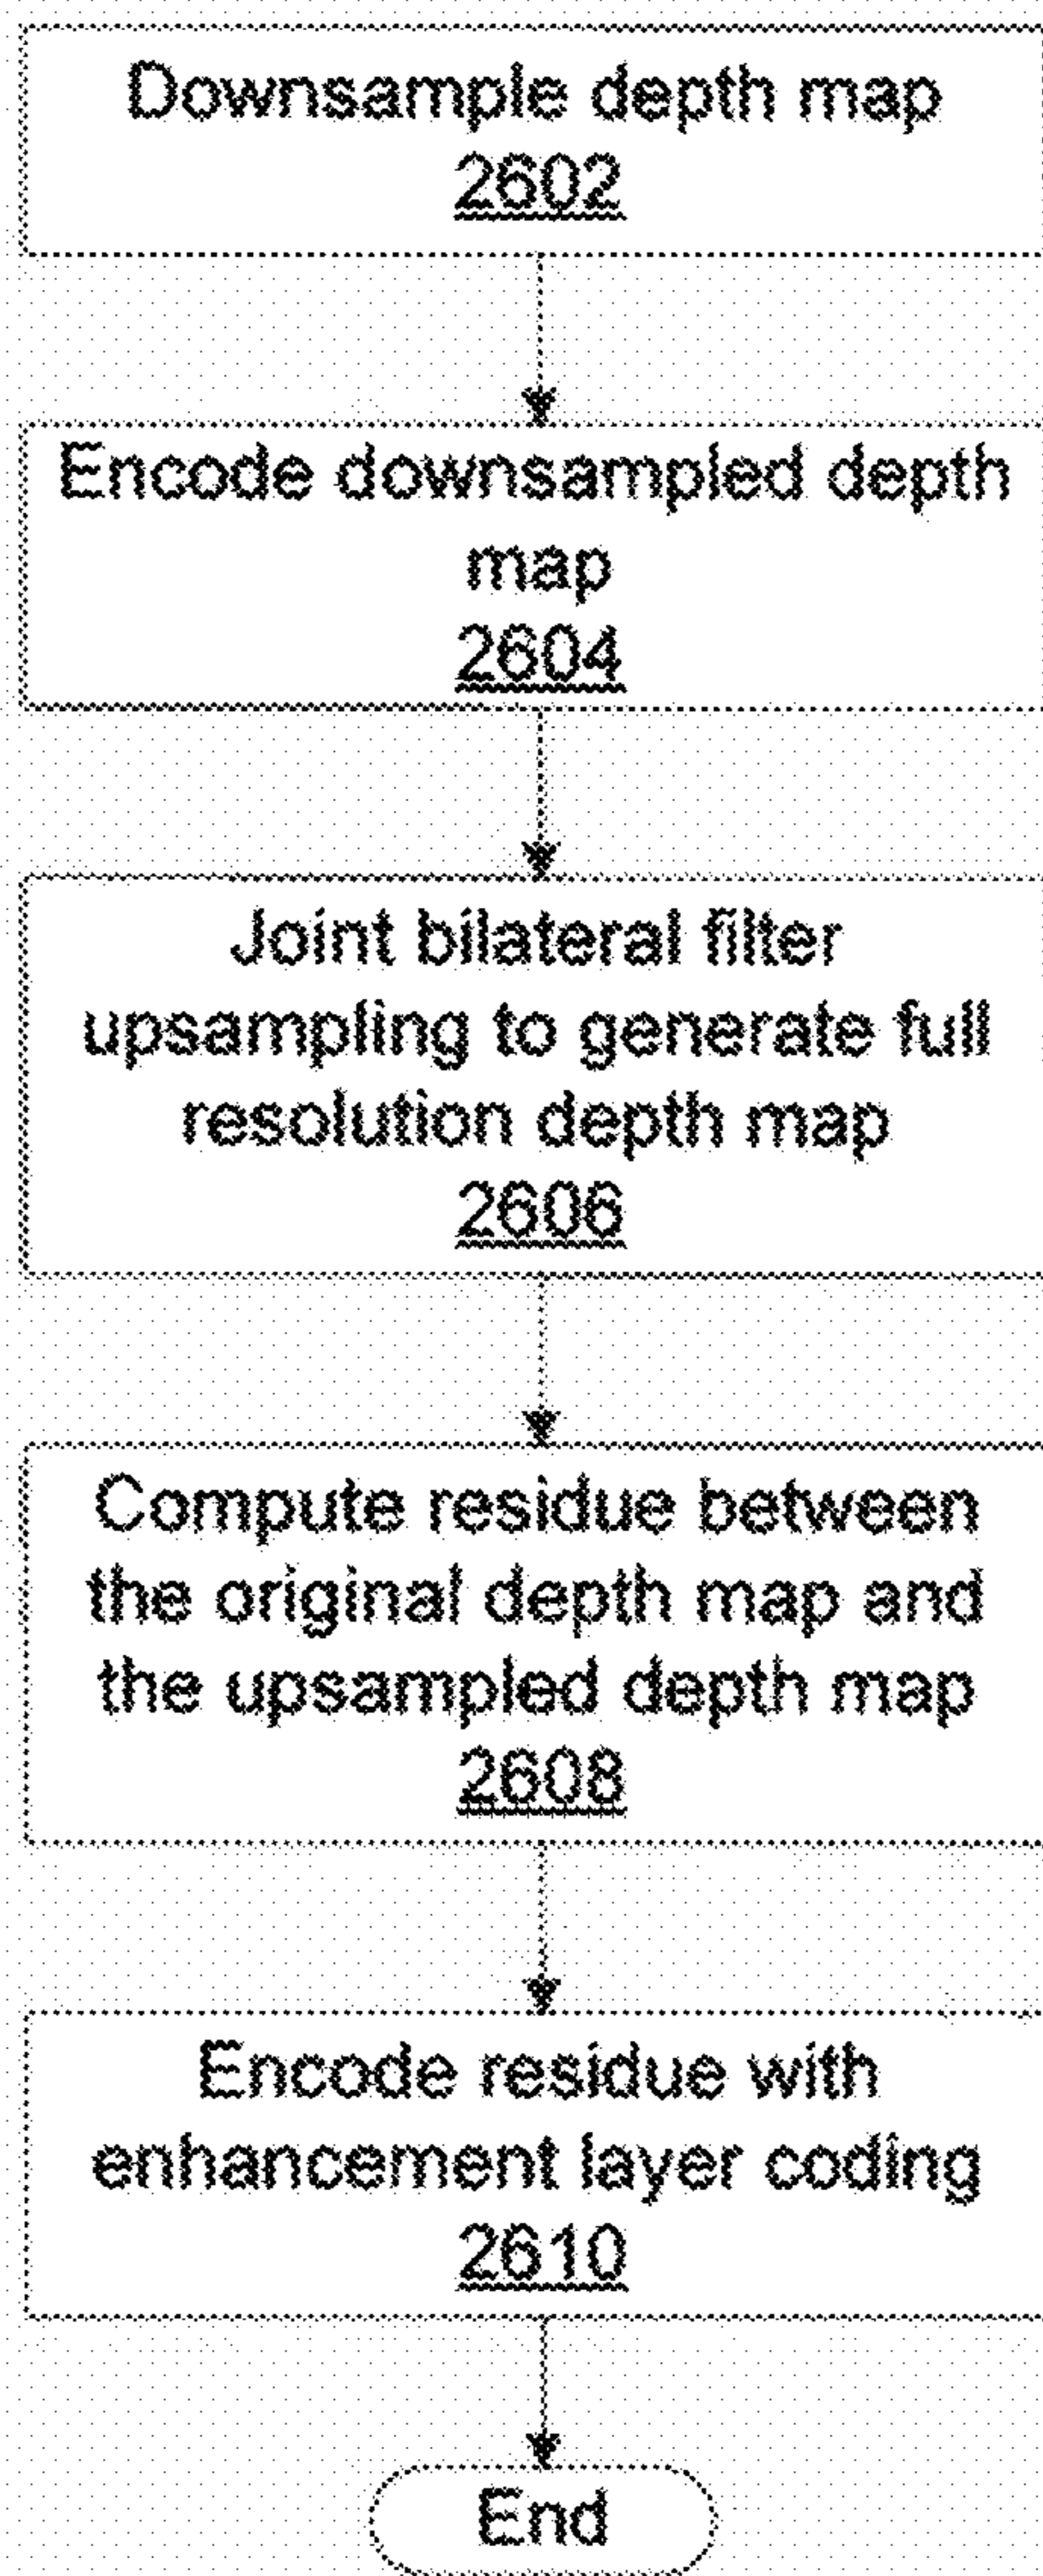 Downsample depth map
2602
Encode downsampled depth
map
2604
Joint bilateral filter
upsampling to generate full
resolution depth map
2606
Compute residue between
the original depth map and
the upsampled depth map
2608
Encode residue with
enhancement layer coding
2610
End